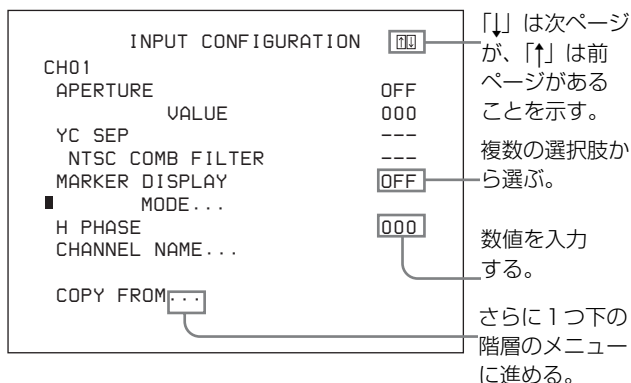 INPUT CONFIGURATION ↑↓
CH01
APERTURE OFF
VALUE 000
YC SEP ---
NTSC COMB FILTER ---
MARKER DISPLAY OFF
MODE...
H PHASE 000
CHANNEL NAME...
COPY FROM...
「↓」は次ページ
が、「↑」は前
ページがある
ことを示す。
複数の選択肢か
ら選ぶ。
数値を入力
する。
さらに1つ下の
階層のメニュー
に進める。